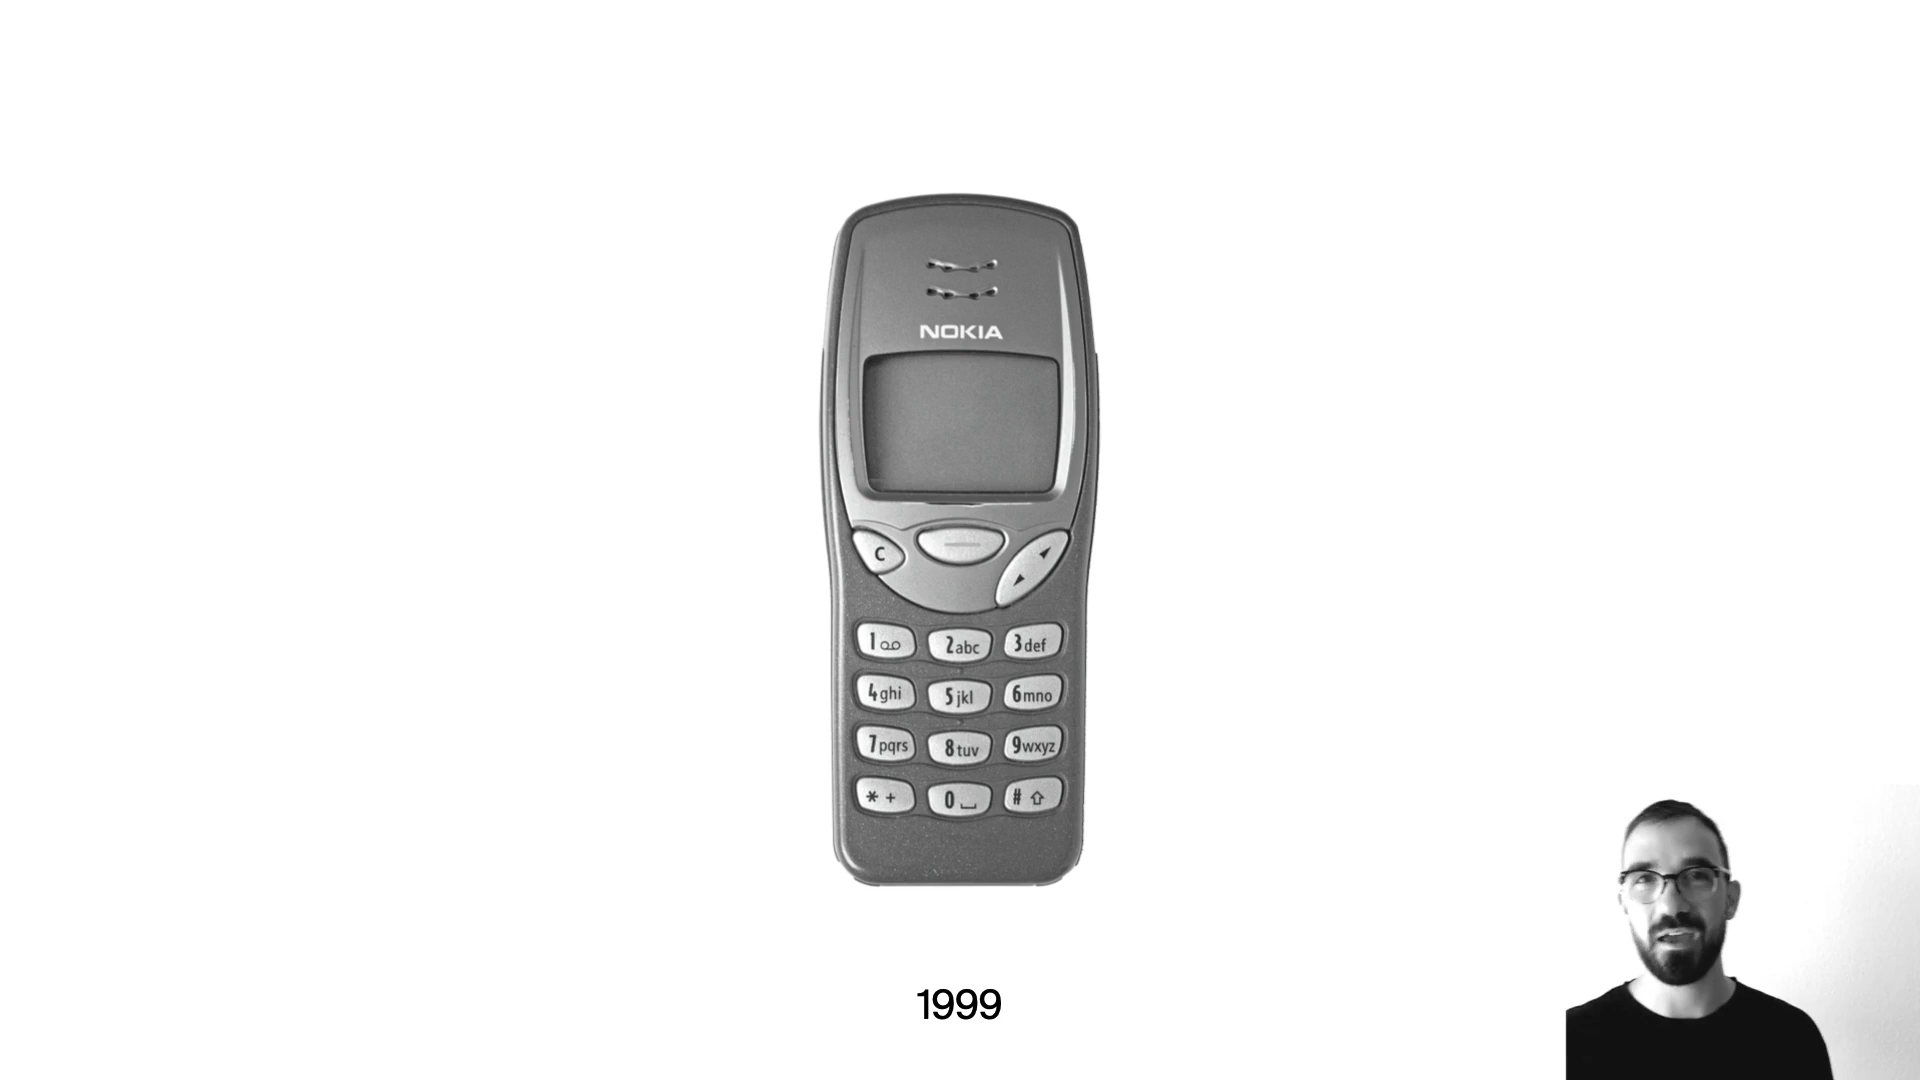 NOKIA
C
1
2abc
3def
4ghi
5jkl
6mno
7pqrs
8tuv
9wxyz
* +
0
#
1999